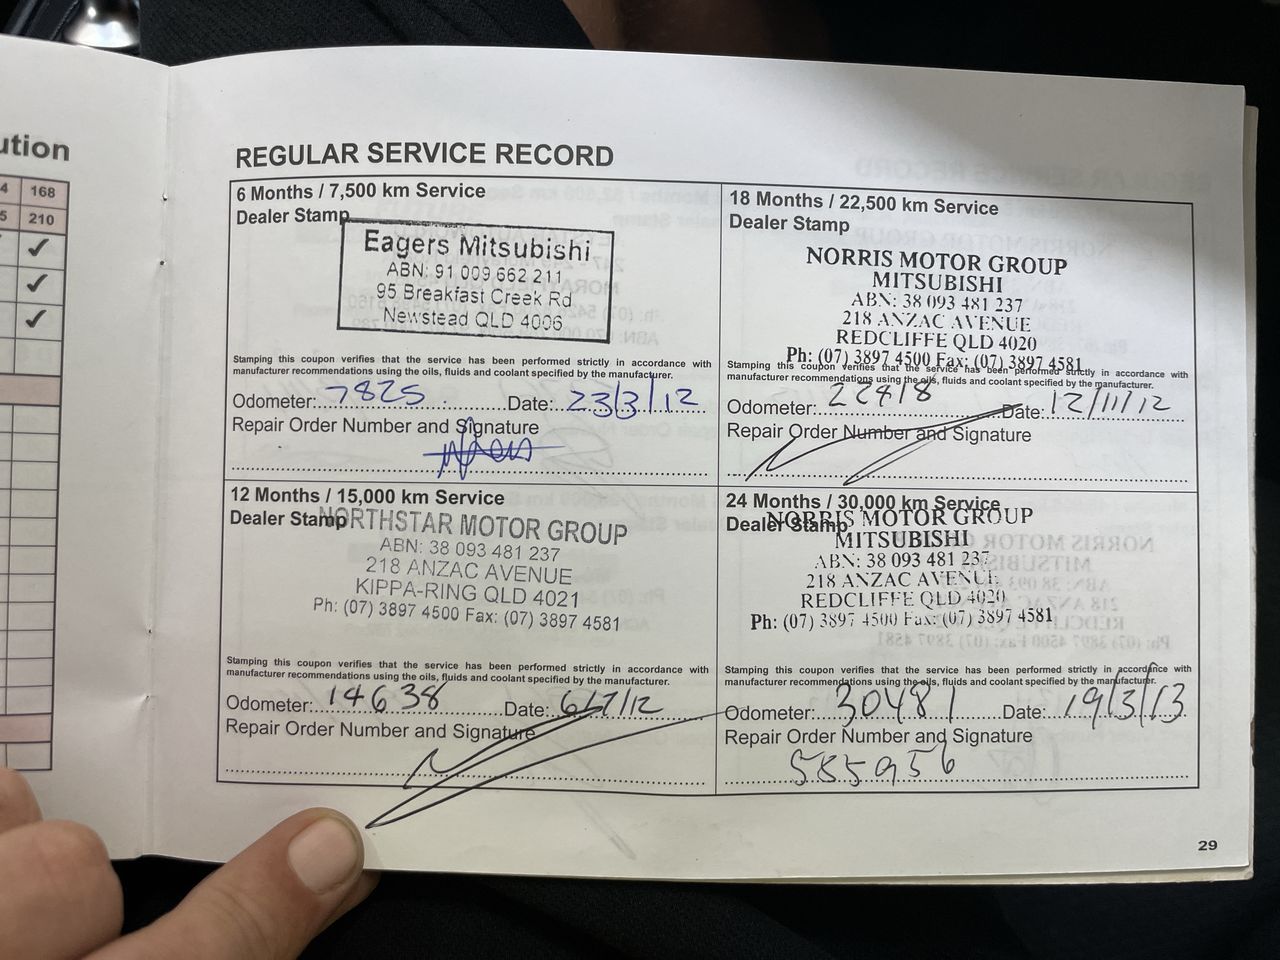 ution
4 168
5 210
✓
✓
✓
REGULAR SERVICE RECORD
6 Months / 7,500 km Service
Dealer Stamp
Eagers Mitsubishi
ABN: 91 009 662 211
95 Breakfast Creek Rd
Newstead QLD 4006
Stamping this coupon verifies that the service has been performed strictly in accordance with
manufacturer recommendations using the oils, fluids and coolant specified by the manufacturer.
Odometer: 7825 Date: 23/3/12
Repair Order Number and Signature
12 Months / 15,000 km Service
Dealer Stamp
NORTHSTAR MOTOR GROUP
ABN: 38 093 481 237
218 ANZAC AVENUE
KIPPA-RING QLD 4021
Ph: (07) 3897 4500 Fax: (07) 3897 4581
Stamping this coupon verifies that the service has been performed strictly in accordance with
manufacturer recommendations using the oils, fluids and coolant specified by the manufacturer.
Odometer: 14638 Date: 6/7/12
Repair Order Number and Signature
18 Months / 22,500 km Service
Dealer Stamp
NORRIS MOTOR GROUP
MITSUBISHI
ABN: 38 093 481 237
218 ANZAC AVENUE
REDCLIFFE QLD 4020
Ph: (07) 3897 4500 Fax: (07) 3897 4581
Stamping this coupon verifies that the service has been performed strictly in accordance with
manufacturer recommendations using the oils, fluids and coolant specified by the manufacturer.
Odometer: 22818 Date: 12/11/12
Repair Order Number and Signature
24 Months / 30,000 km Service
Dealer Stamp
NORRIS MOTOR GROUP
MITSUBISHI
ABN: 38 093 481 237
218 ANZAC AVENUE
REDCLIFFE QLD 4020
Ph: (07) 3897 4500 Fax: (07) 3897 4581
Stamping this coupon verifies that the service has been performed strictly in accordance with
manufacturer recommendations using the oils, fluids and coolant specified by the manufacturer.
Odometer: 30481 Date: 19/3/13
Repair Order Number and Signature
585956
29